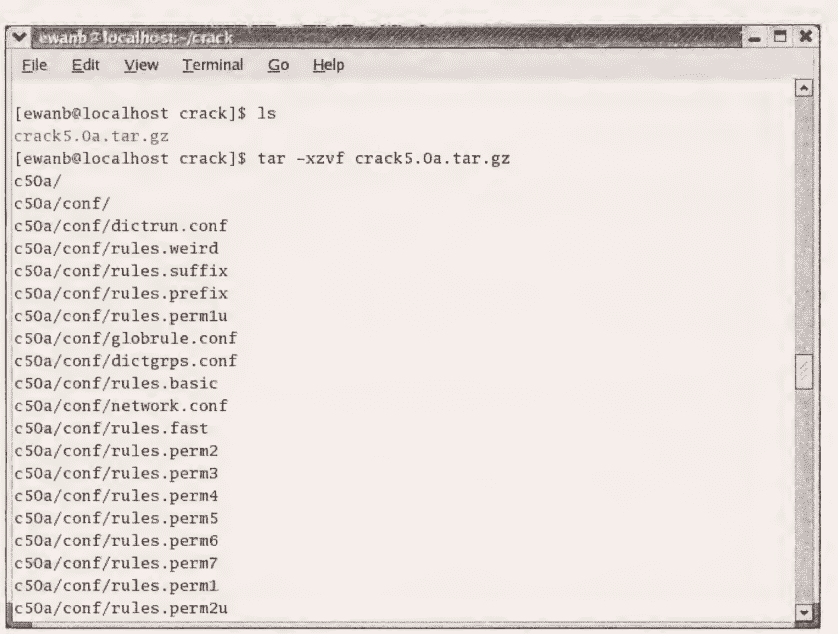 ewanb@localhost:~/crack
File Edit View Terminal Go Help
[ewanb@localhost crack]$ ls
crack5.0a.tar.gz
[ewanb@localhost crack]$ tar -xzvf crack5.0a.tar.gz
c50a/
c50a/conf/
c50a/conf/dictrun.conf
c50a/conf/rules.weird
c50a/conf/rules.suffix
c50a/conf/rules.prefix
c50a/conf/rules.perm1u
c50a/conf/globrule.conf
c50a/conf/dictgrps.conf
c50a/conf/rules.basic
c50a/conf/network.conf
c50a/conf/rules.fast
c50a/conf/rules.perm2
c50a/conf/rules.perm3
c50a/conf/rules.perm4
c50a/conf/rules.perm5
c50a/conf/rules.perm6
c50a/conf/rules.perm7
c50a/conf/rules.perm1
c50a/conf/rules.perm2u